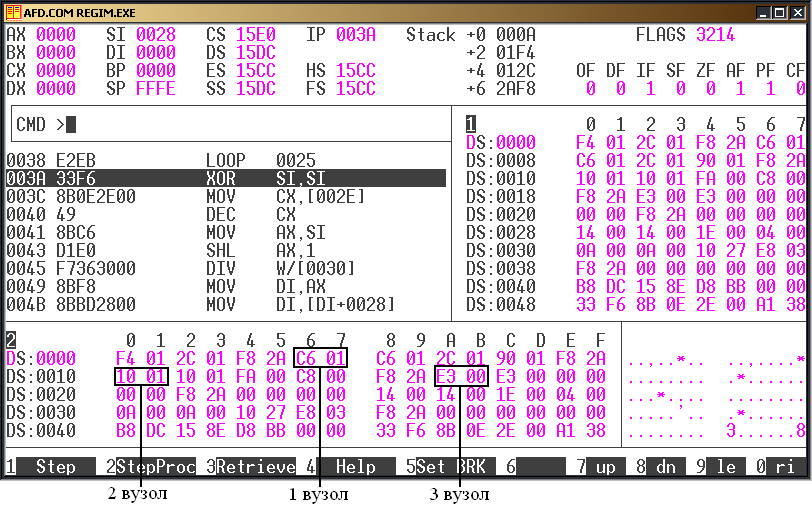 AFD.COM REGIM.EXE
AX 0000 SI 0028 CS 15E0 IP 003A Stack +0 000A FLAGS 3214
BX 0000 DI 0000 DS 15DC +2 01F4
CX 0000 BP 0000 ES 15CC HS 15CC +4 012C OF DF IF SF ZF AF PF CF
DX 0000 SP FFFE SS 15DC FS 15CC +6 2AF8 0 0 1 0 0 1 1 0
CMD >
1 0 1 2 3 4 5 6 7
DS:0000 F4 01 2C 01 F8 2A C6 01
0038 E2EB LOOP 0025 DS:0008 C6 01 2C 01 90 01 F8 2A
003A 33F6 XOR SI,SI DS:0010 10 01 10 01 FA 00 C8 00
003C 8B0E2E00 MOV CX,[002E] DS:0018 F8 2A E3 00 E3 00 00 00
0040 49 DEC CX DS:0020 00 00 F8 2A 00 00 00 00
0041 8BC6 MOV AX,SI DS:0028 14 00 14 00 1E 00 04 00
0043 D1E0 SHL AX,1 DS:0030 0A 00 0A 00 10 27 E8 03
0045 F7363000 DIV W/[0030] DS:0038 F8 2A 00 00 00 00 00 00
0049 8BF8 MOV DI,AX DS:0040 B8 DC 15 8E D8 BB 00 00
004B 8BBD2800 MOV DI,[DI+0028] DS:0048 33 F6 8B 0E 2E 00 A1 38
2 0 1 2 3 4 5 6 7 8 9 A B C D E F
DS:0000 F4 01 2C 01 F8 2A C6 01 C6 01 2C 01 90 01 F8 2A ..,..*.. ..,....*
DS:0010 10 01 10 01 FA 00 C8 00 F8 2A E3 00 E3 00 00 00 ........ .*......
DS:0020 00 00 F8 2A 00 00 00 00 14 00 14 00 1E 00 04 00 ...*.... ........
DS:0030 0A 00 0A 00 10 27 E8 03 F8 2A 00 00 00 00 00 00 .....'.. .*......
DS:0040 B8 DC 15 8E D8 BB 00 00 33 F6 8B 0E 2E 00 A1 38 ........ 3......8
1 Step 2 StepProc 3 Retrieve 4 Help 5 Set BRK 6 7 up 8 dn 9 le 0 ri
2 вузол 1 вузол 3 вузол